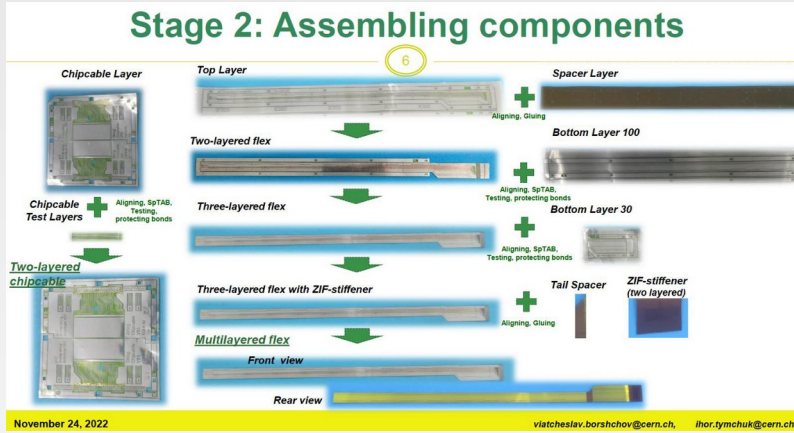 Stage 2: Assembling components
6
Chipcable Layer
Chipcable
Test Layers
Aligning, SpTAB,
Testing,
protecting bonds
Two-layered
chipcable
Top Layer
Spacer Layer
Aligning, Gluing
Two-layered flex
Bottom Layer 100
Aligning, SpTAB,
Testing, protecting bonds
Three-layered flex
Bottom Layer 30
Aligning, SpTAB,
Testing, protecting bonds
Three-layered flex with ZIF-stiffener
Tail Spacer
ZIF-stiffener
(two layered)
Aligning, Gluing
Multilayered flex
Front view
Rear view
November 24, 2022
viatcheslav.borshchov@cern.ch, ihor.tymchuk@cern.ch